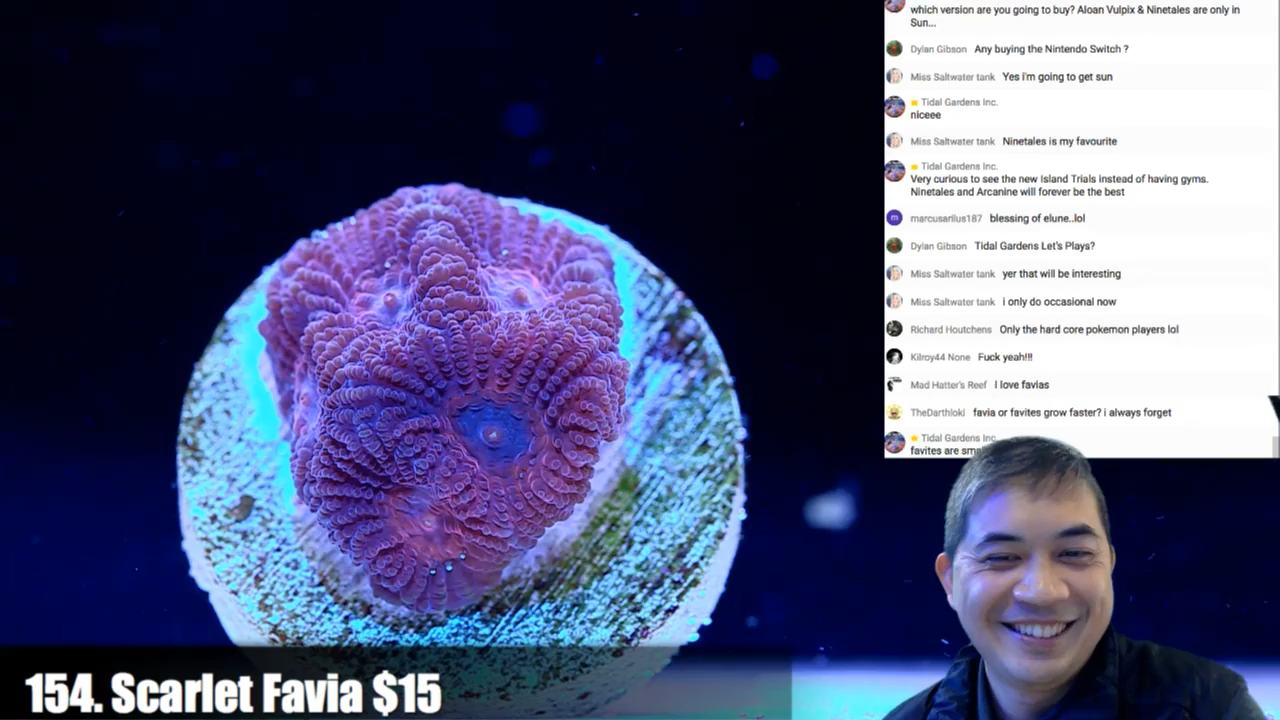 which version are you going to buy? Aloan Vulpix & Ninetales are only in
Sun...
Dylan Gibson Any buying the Nintendo Switch ?
Miss Saltwater tank Yes i'm going to get sun
Tidal Gardens Inc.
niceee
Miss Saltwater tank Ninetales is my favourite
Tidal Gardens Inc.
Very curious to see the new Island Trials instead of having gyms.
Ninetales and Arcanine will forever be the best
m marcusarilus187 blessing of elune..lol
Dylan Gibson Tidal Gardens Let's Plays?
Miss Saltwater tank yer that will be interesting
Miss Saltwater tank i only do occasional now
Richard Houtchens Only the hard core pokemon players lol
Kilroy44 None Fuck yeah!!!
Mad Hatter's Reef I love favias
TheDarthloki favia or favites grow faster? i always forget
Tidal Gardens Inc.
favites are
154. Scarlet Favia $15